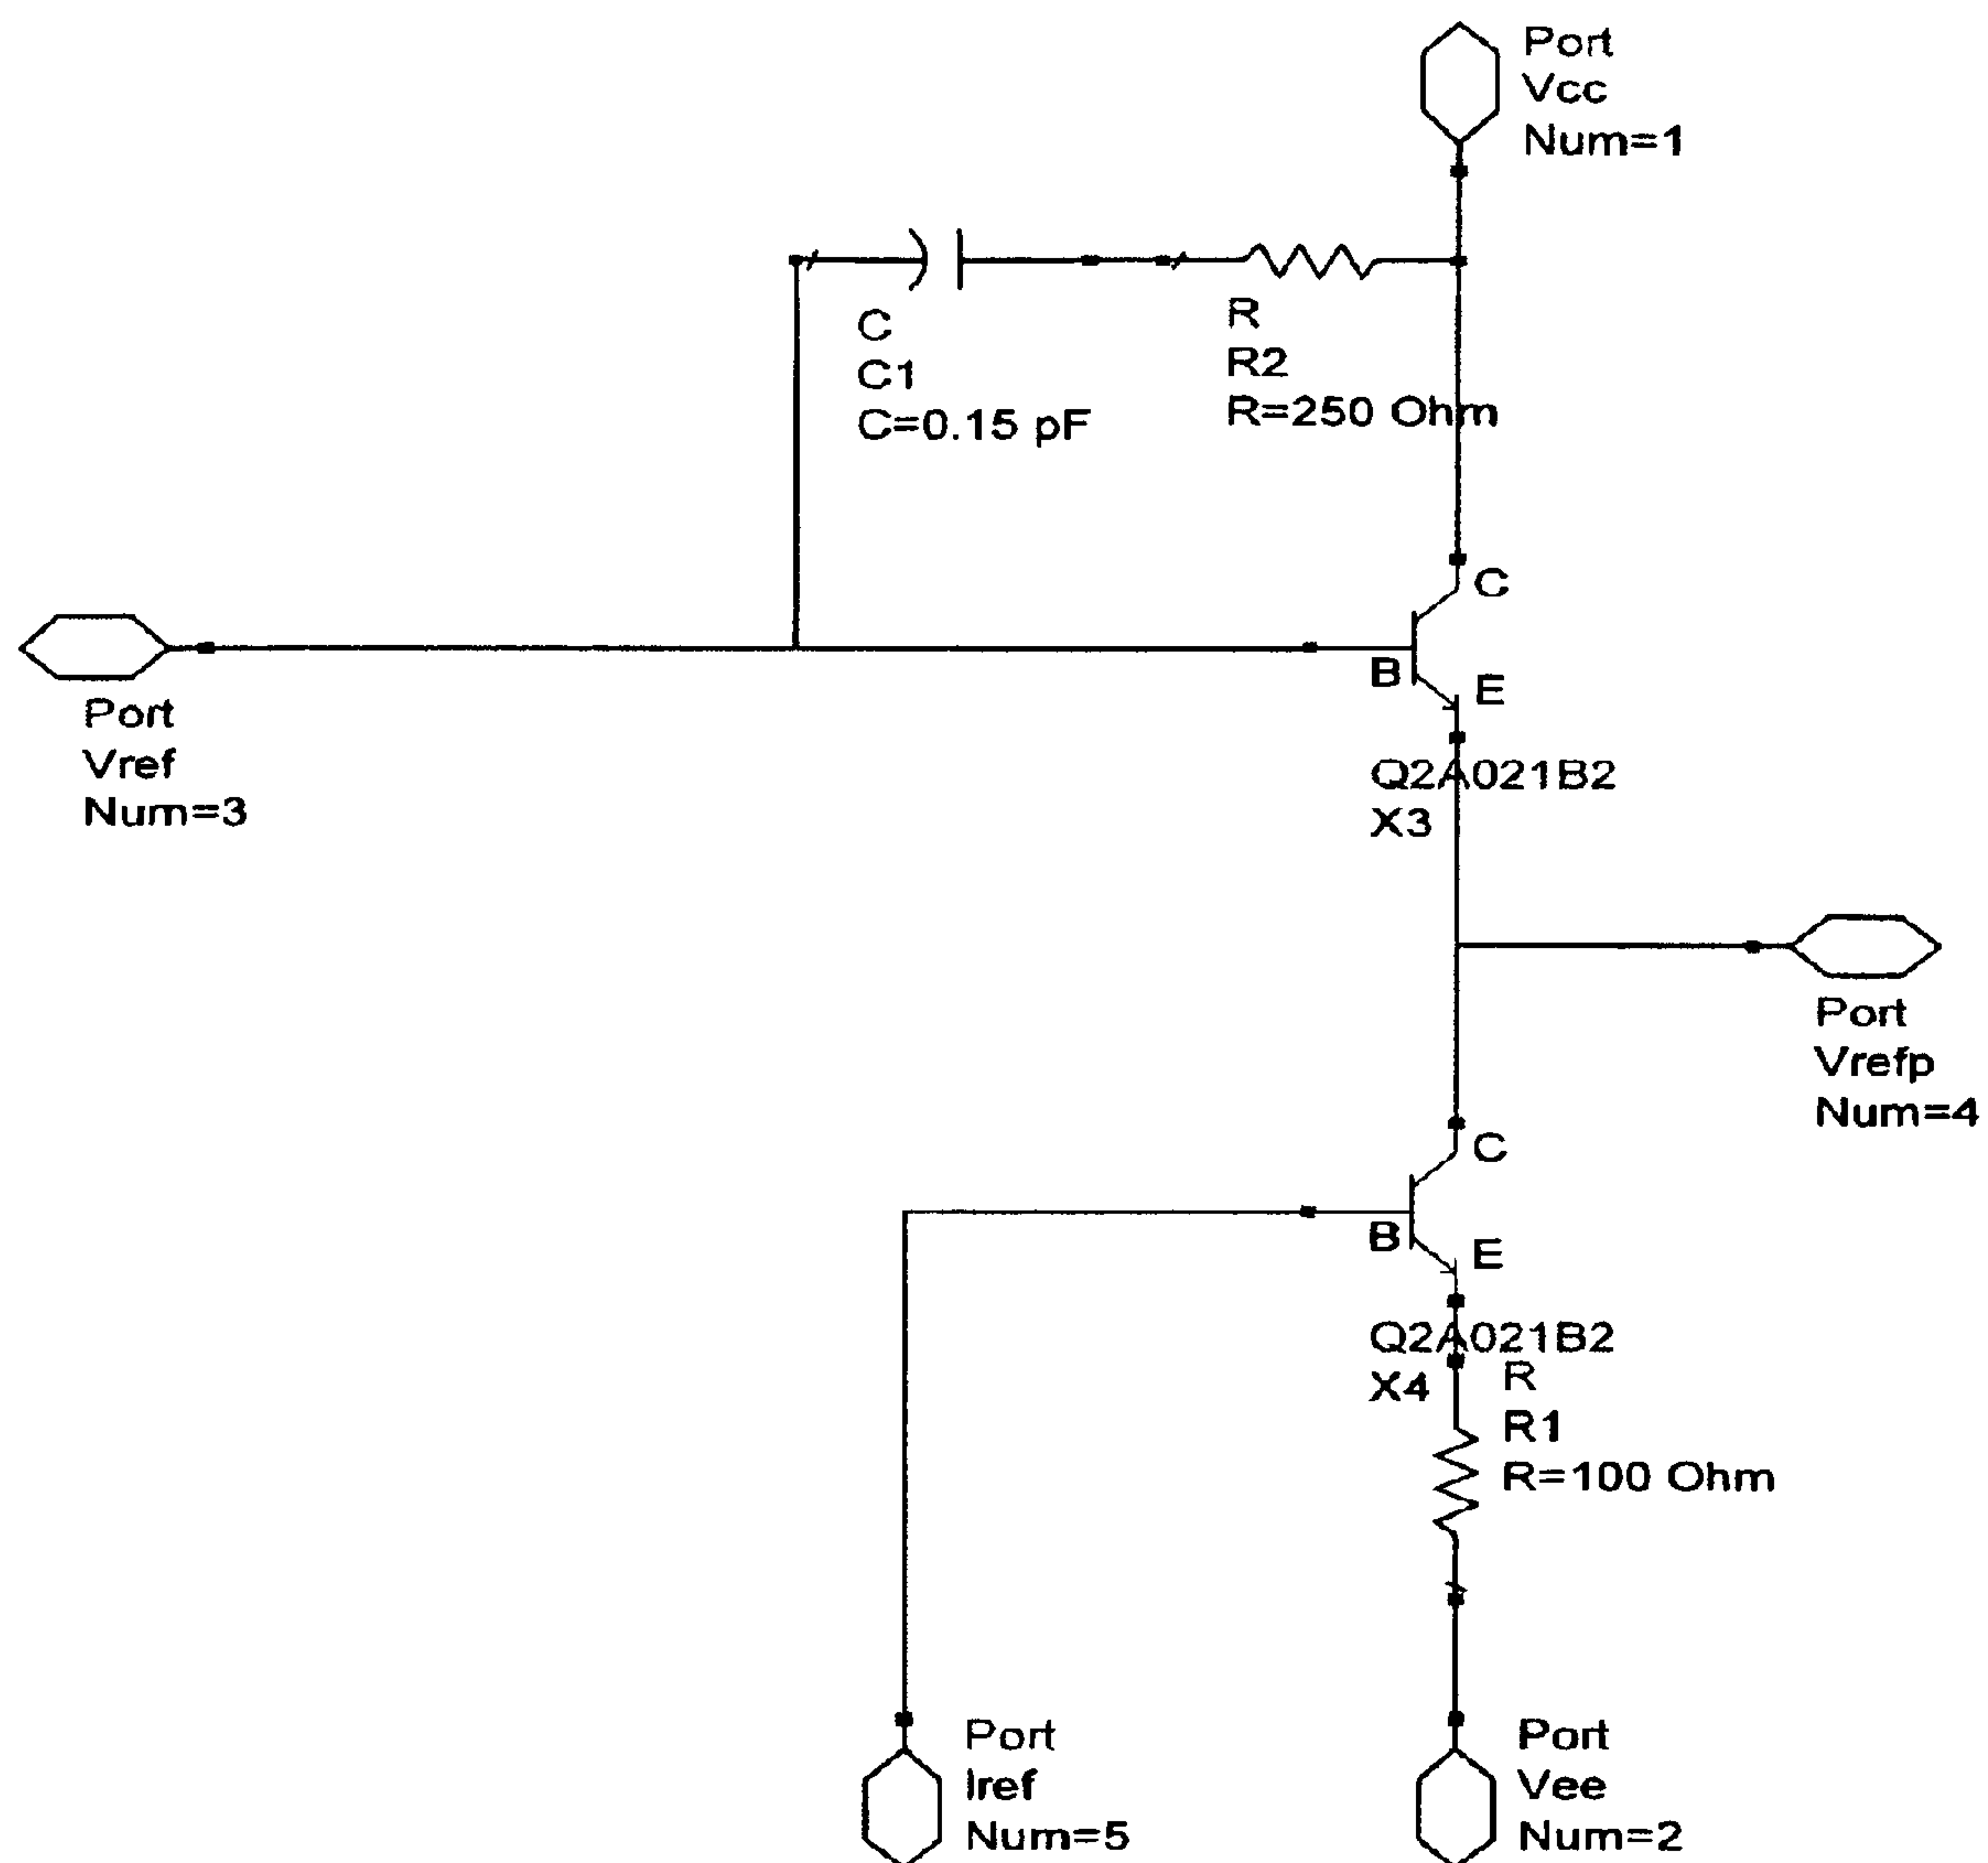 Port
Vcc
Num=1
C
C1
C=0.15 pF
R
R2
R=250 Ohm
C
B
E
Q2A021B2
X3
Port
Vref
Num=3
Port
Vrefp
Num=4
C
B
E
Q2A021B2
X4
R
R1
R=100 Ohm
Port
Iref
Num=5
Port
Vee
Num=2